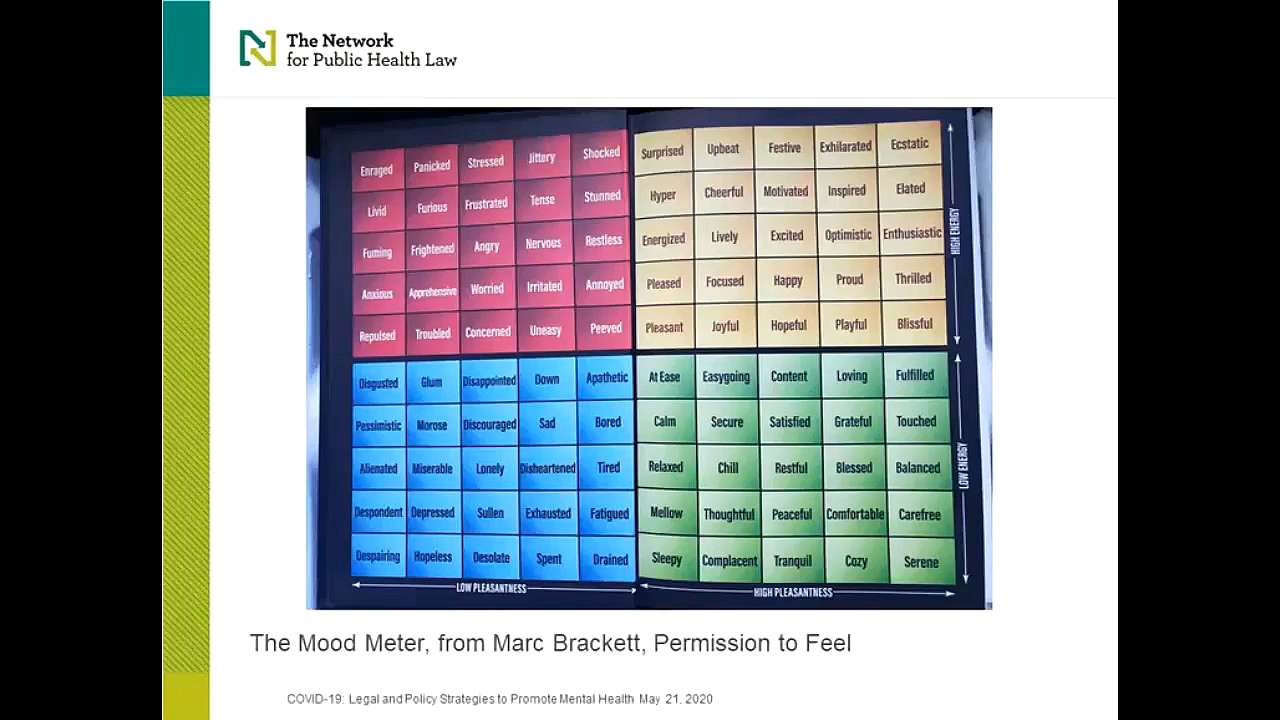 The Network
for Public Health Law
Enraged Panicked Stressed Jittery Shocked Surprised Upbeat Festive Exhilarated Ecstatic
Livid Furious Frustrated Tense Stunned Hyper Cheerful Motivated Inspired Elated
Fuming Frightened Angry Nervous Restless Energized Lively Excited Optimistic Enthusiastic
Anxious Apprehensive Worried Irritated Annoyed Pleased Focused Happy Proud Thrilled
Repulsed Troubled Concerned Uneasy Peeved Pleasant Joyful Hopeful Playful Blissful
HIGH ENERGY
Disgusted Glum Disappointed Down Apathetic At Ease Easygoing Content Loving Fulfilled
Pessimistic Morose Discouraged Sad Bored Calm Secure Satisfied Grateful Touched
Alienated Miserable Lonely Disheartened Tired Relaxed Chill Restful Blessed Balanced
Despondent Depressed Sullen Exhausted Fatigued Mellow Thoughtful Peaceful Comfortable Carefree
Despairing Hopeless Desolate Spent Drained Sleepy Complacent Tranquil Cozy Serene
LOW ENERGY
LOW PLEASANTNESS HIGH PLEASANTNESS
The Mood Meter, from Marc Brackett, Permission to Feel
COVID-19: Legal and Policy Strategies to Promote Mental Health May 21, 2020